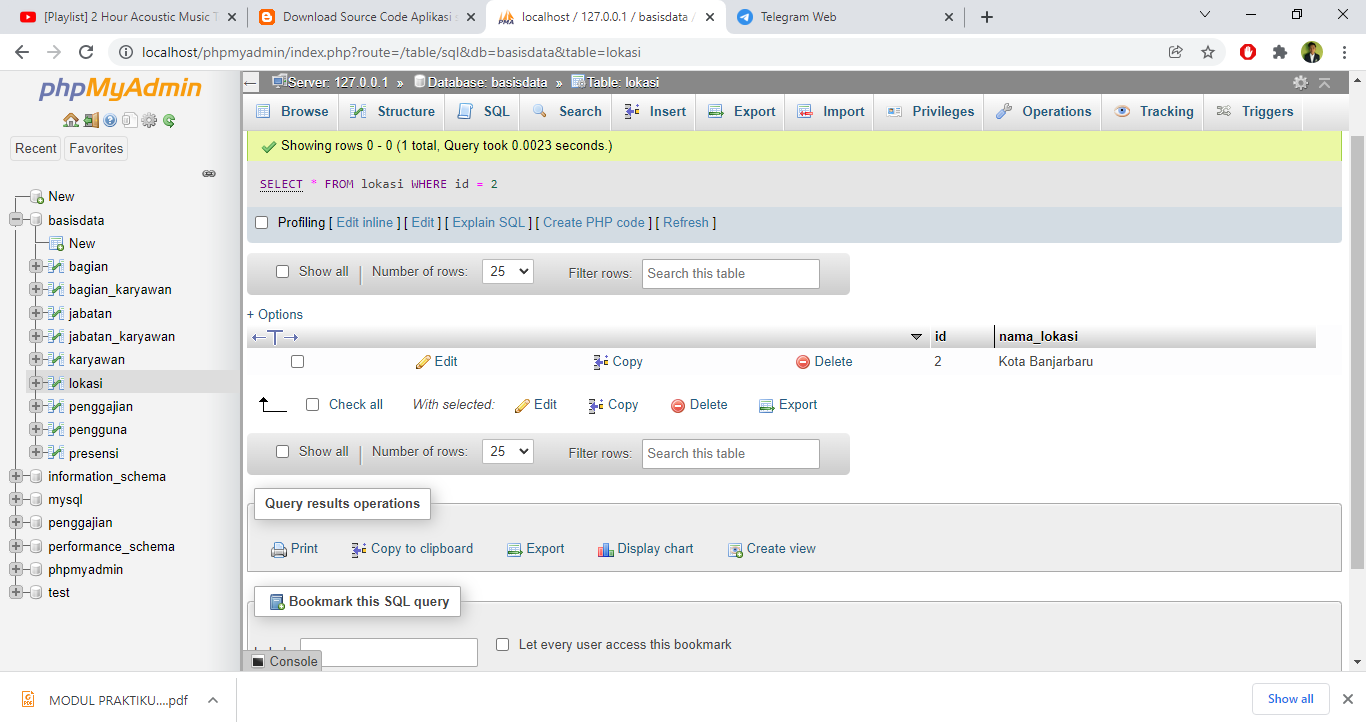 [Playlist] 2 Hour Acoustic Music T
Download Source Code Aplikasi
localhost / 127.0.0.1 / basisdata /
Telegram Web
localhost/phpmyadmin/index.php?route=/table/sql&db=basisdata&table=lokasi
phpMyAdmin
Recent Favorites
New
basisdata
New
bagian
bagian_karyawan
jabatan
jabatan_karyawan
karyawan
lokasi
penggajian
pengguna
presensi
information_schema
mysql
penggajian
performance_schema
phpmyadmin
test
Server: 127.0.0.1 » Database: basisdata » Table: lokasi
Browse Structure SQL Search Insert Export Import Privileges Operations Tracking Triggers
Showing rows 0 - 0 (1 total, Query took 0.0023 seconds.)
SELECT * FROM lokasi WHERE id = 2
Profiling [ Edit inline ] [ Edit ] [ Explain SQL ] [ Create PHP code ] [ Refresh ]
Show all | Number of rows: 25 Filter rows: Search this table
+ Options
←T→ id nama_lokasi
Edit Copy Delete 2 Kota Banjarbaru
Check all With selected: Edit Copy Delete Export
Show all | Number of rows: 25 Filter rows: Search this table
Query results operations
Print Copy to clipboard Export Display chart Create view
Bookmark this SQL query
Let every user access this bookmark
Console
MODUL PRAKTIKU....pdf
Show all